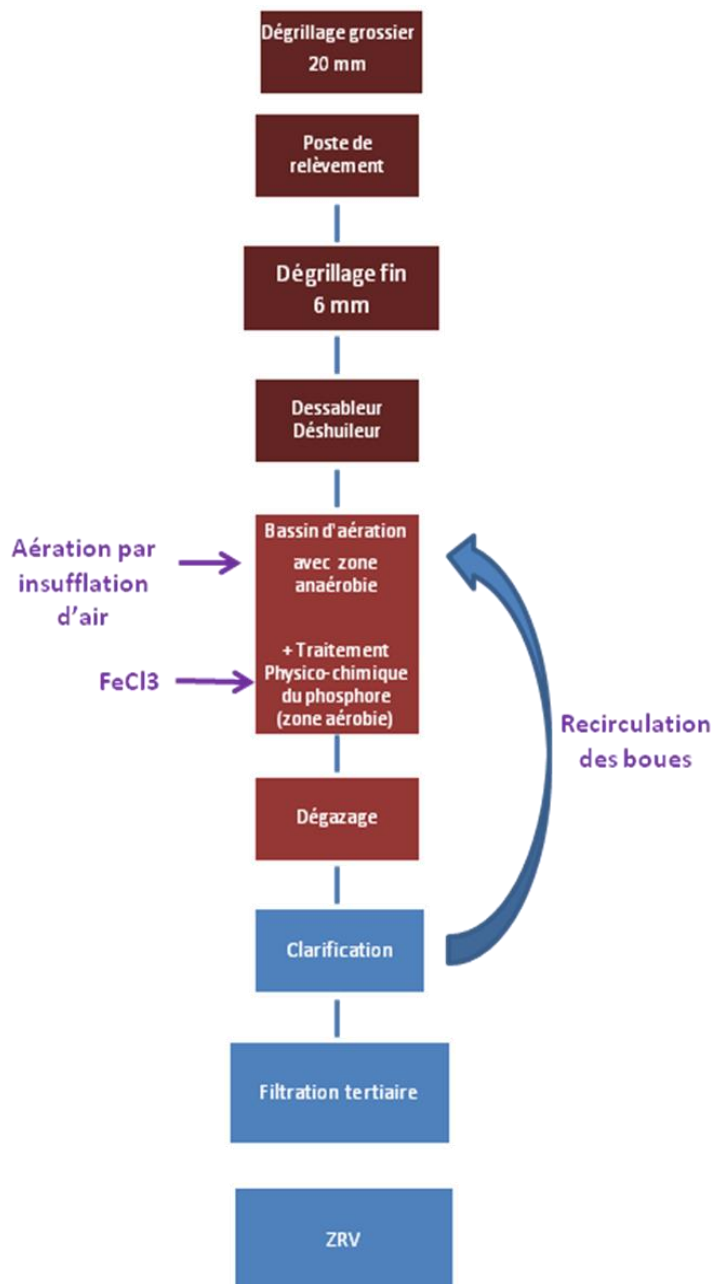 Dégrillage grossier
20 mm
Poste de
relèvement
Dégrillage fin
6 mm
Dessableur
Déshuileur
Aération par
insufflation
d'air
Bassin d'aération
avec zone
anaérobie
FeCl3
+ Traitement
Physico-chimique
du phosphore
(zone aérobie)
Recirculation
des boues
Dégazage
Clarification
Filtration tertiaire
ZRV